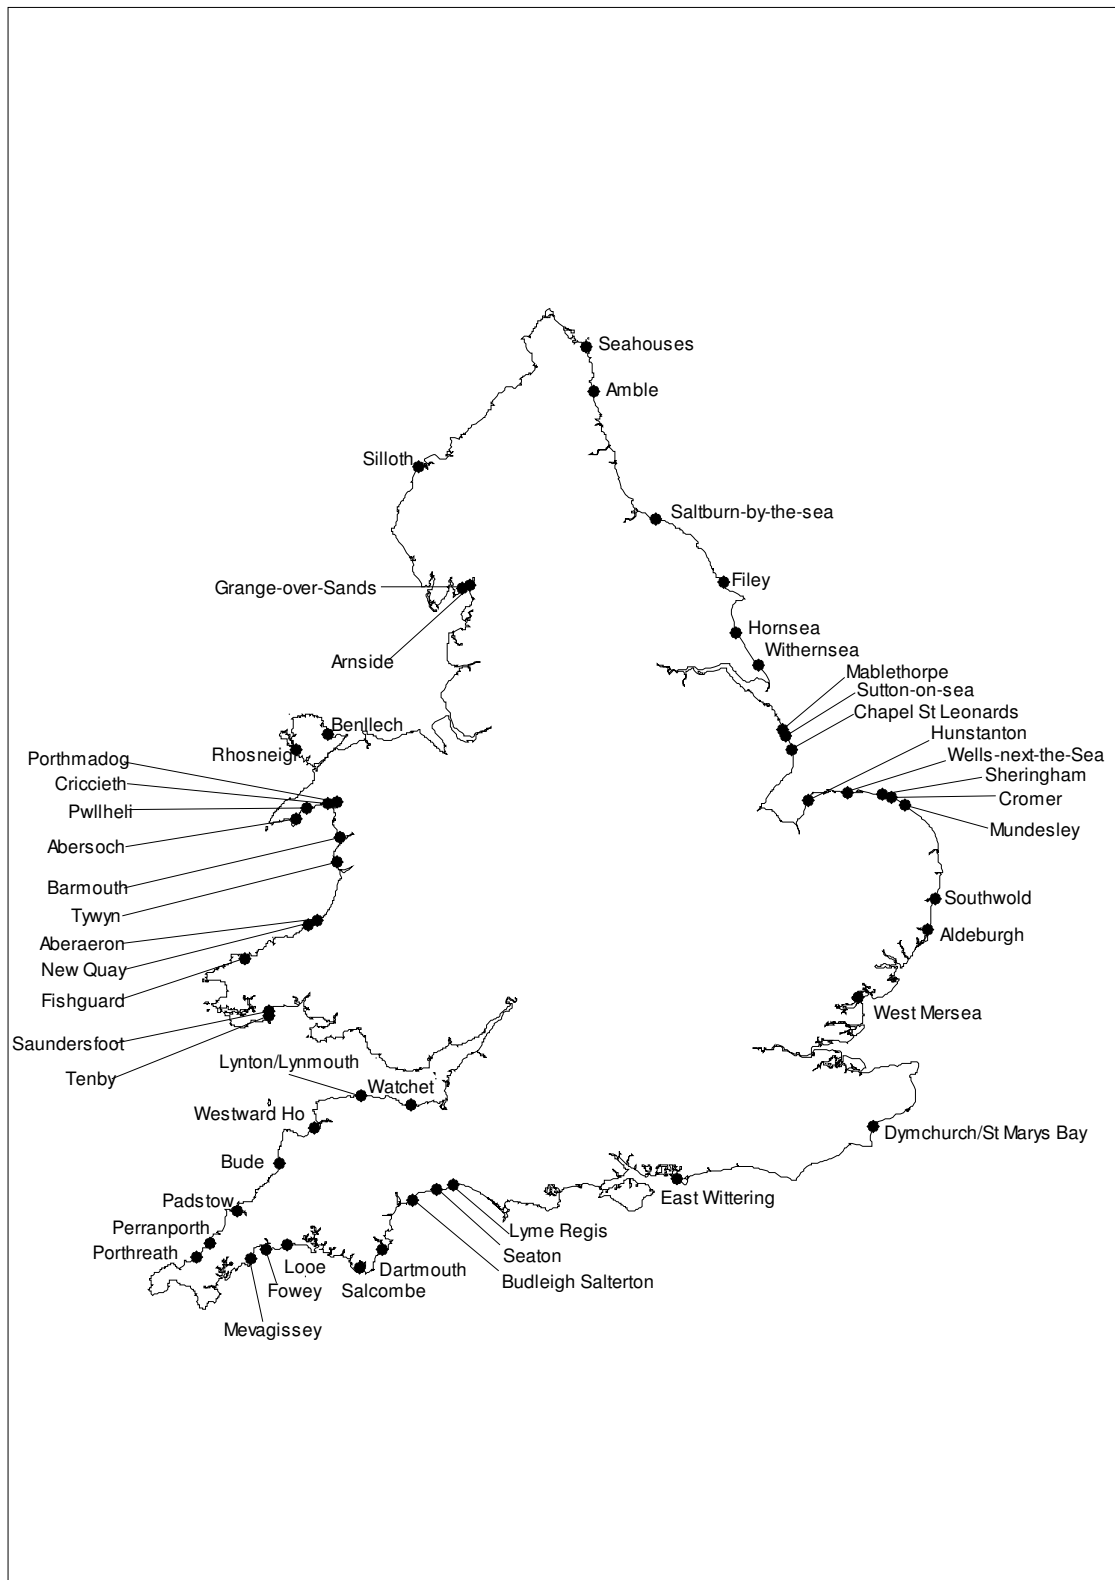 Seahouses
Amble
Silloth
Saltburn-by-the-sea
Filey
Grange-over-Sands
Hornsea
Arnside
Withernsea
Mablethorpe
Sutton-on-sea
Chapel St Leonards
Hunstanton
Wells-next-the-Sea
Sheringham
Cromer
Mundesley
Benllech
Rhosneigr
Porthmadog
Criccieth
Pwllheli
Abersoch
Barmouth
Tywyn
Aberaeron
New Quay
Fishguard
Saundersfoot
Tenby
Southwold
Aldeburgh
West Mersea
Lynton/Lynmouth
Watchet
Westward Ho
Dymchurch/St Marys Bay
Bude
East Wittering
Padstow
Perranporth
Porthreath
Lyme Regis
Seaton
Budleigh Salterton
Dartmouth
Salcombe
Looe
Fowey
Mevagissey